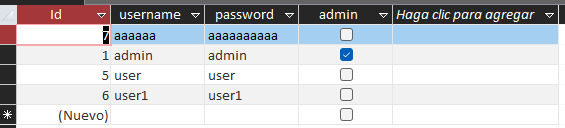 Id username password admin Haga clic para agregar
7 aaaaaa aaaaaaaaaa
1 admin admin
5 user user
6 user1 user1
(Nuevo)